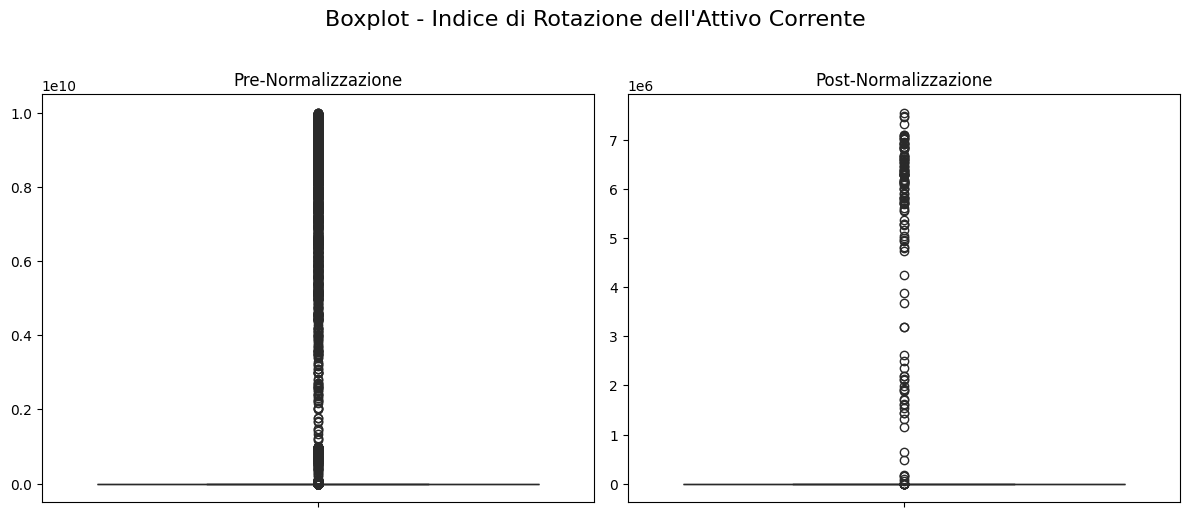 Boxplot - Indice di Rotazione dell'Attivo Corrente
Pre-Normalizzazione
1e10
1.0
0.8
0.6
0.4
0.2
0.0
Post-Normalizzazione
1e6
7
6
5
4
3
2
1
0